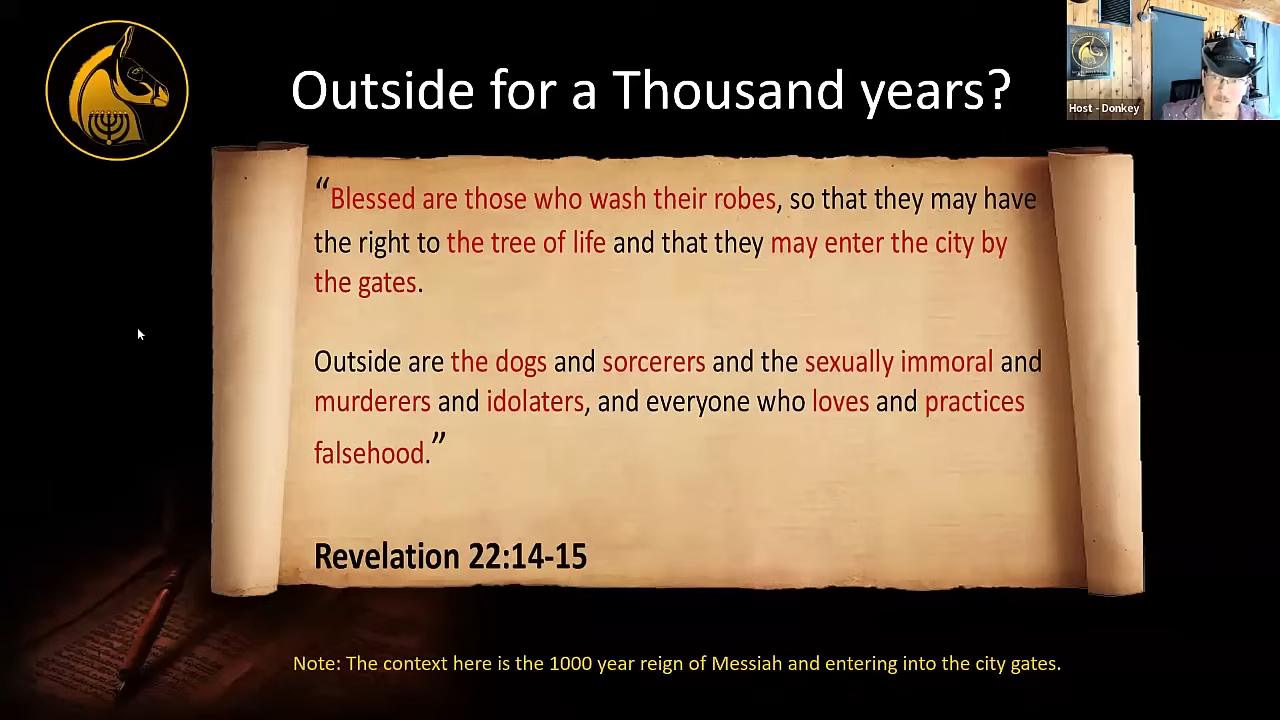 Outside for a Thousand years?
Host - Donkey
“Blessed are those who wash their robes, so that they may have
the right to the tree of life and that they may enter the city by
the gates.
Outside are the dogs and sorcerers and the sexually immoral and
murderers and idolaters, and everyone who loves and practices
falsehood.”
Revelation 22:14-15
Note: The context here is the 1000 year reign of Messiah and entering into the city gates.